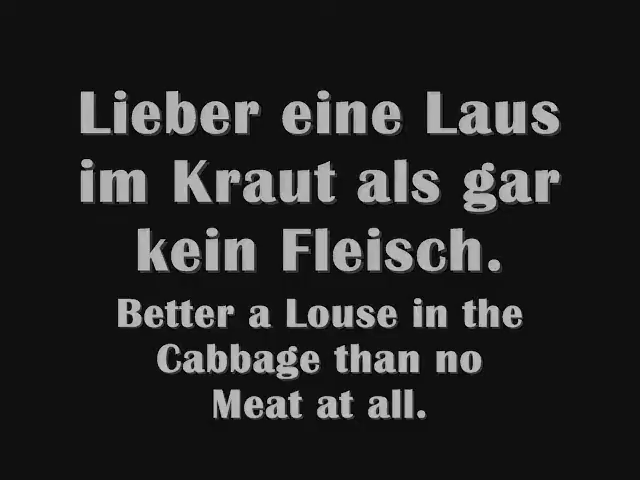 Lieber eine Laus
im Kraut als gar
kein Fleisch.
Better a Louse in the
Cabbage than no
Meat at all.